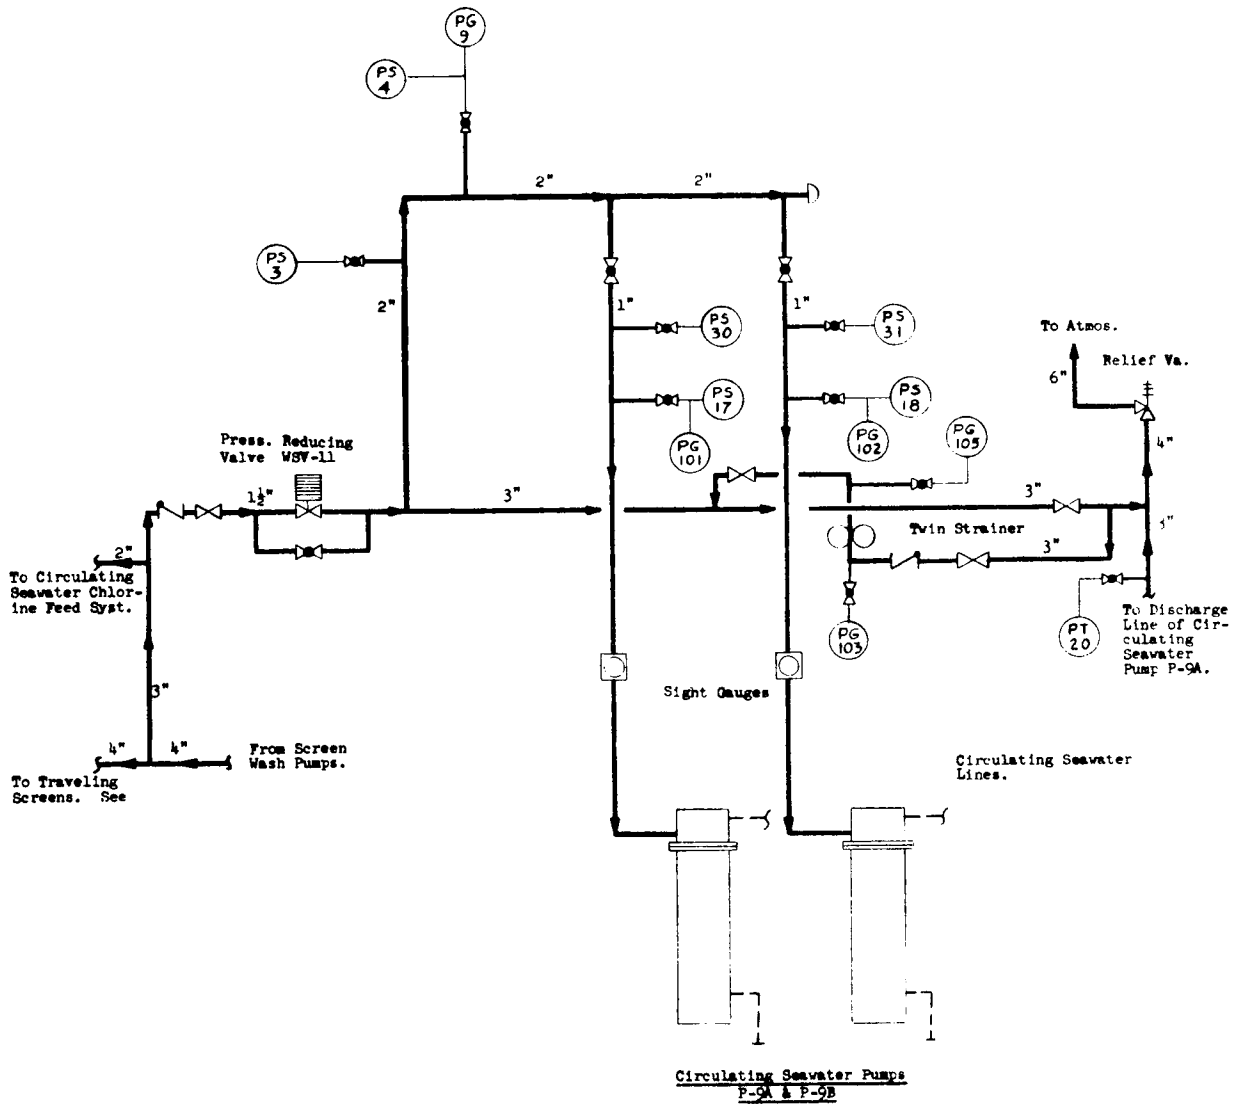 PG
9
PS
4
2"
2"
PS
3
2"
1"
PS
30
1"
PS
31
To Atmos.
Relief Va.
6"
PS
17
PS
18
PG
101
PG
102
PG
105
4"
Press. Reducing
Valve WSV-11
1½"
3"
3"
Twin Strainer
3"
2"
To Circulating
Seawater Chlor-
ine Feed Syst.
PG
103
PT
20
To Discharge
Line of Cir-
culating
Seawater
Pump P-9A.
3"
Sight Gauges
4"
4"
From Screen
Wash Pumps.
To Traveling
Screens. See
Circulating Seawater
Lines.
Circulating Seawater Pumps
P-9A & P-9B